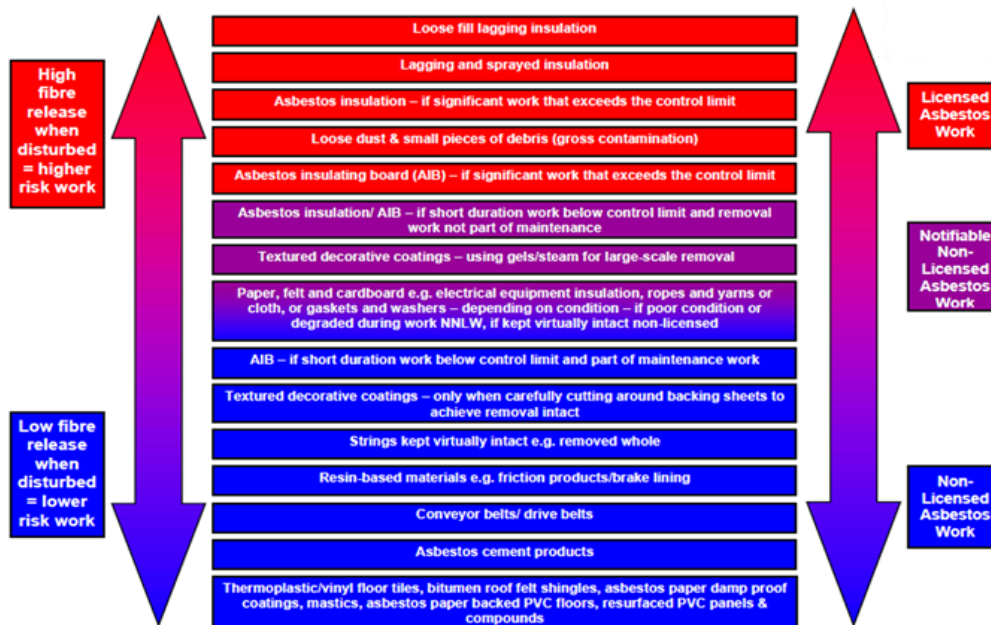 High
fibre
release
when
disturbed
= higher
risk work
Low fibre
release
when
disturbed
= lower
risk work
Loose fill lagging insulation
Lagging and sprayed insulation
Asbestos insulation – if significant work that exceeds the control limit
Loose dust & small pieces of debris (gross contamination)
Asbestos insulating board (AIB) – if significant work that exceeds the control limit
Asbestos insulation/ AIB – if short duration work below control limit and removal
work not part of maintenance
Textured decorative coatings – using gels/steam for large-scale removal
Paper, felt and cardboard e.g. electrical equipment insulation, ropes and yarns or
cloth, or gaskets and washers – depending on condition – if poor condition or
degraded during work NNLW, if kept virtually intact non-licensed
AIB – if short duration work below control limit and part of maintenance work
Textured decorative coatings – only when carefully cutting around backing sheets to
achieve removal intact
Strings kept virtually intact e.g. removed whole
Resin-based materials e.g. friction products/brake lining
Conveyor belts/ drive belts
Asbestos cement products
Thermoplastic/vinyl floor tiles, bitumen roof felt shingles, asbestos paper damp proof
coatings, mastics, asbestos paper backed PVC floors, resurfaced PVC panels &
compounds
Licensed
Asbestos
Work
Notifiable
Non-
Licensed
Asbestos
Work
Non-
Licensed
Asbestos
Work